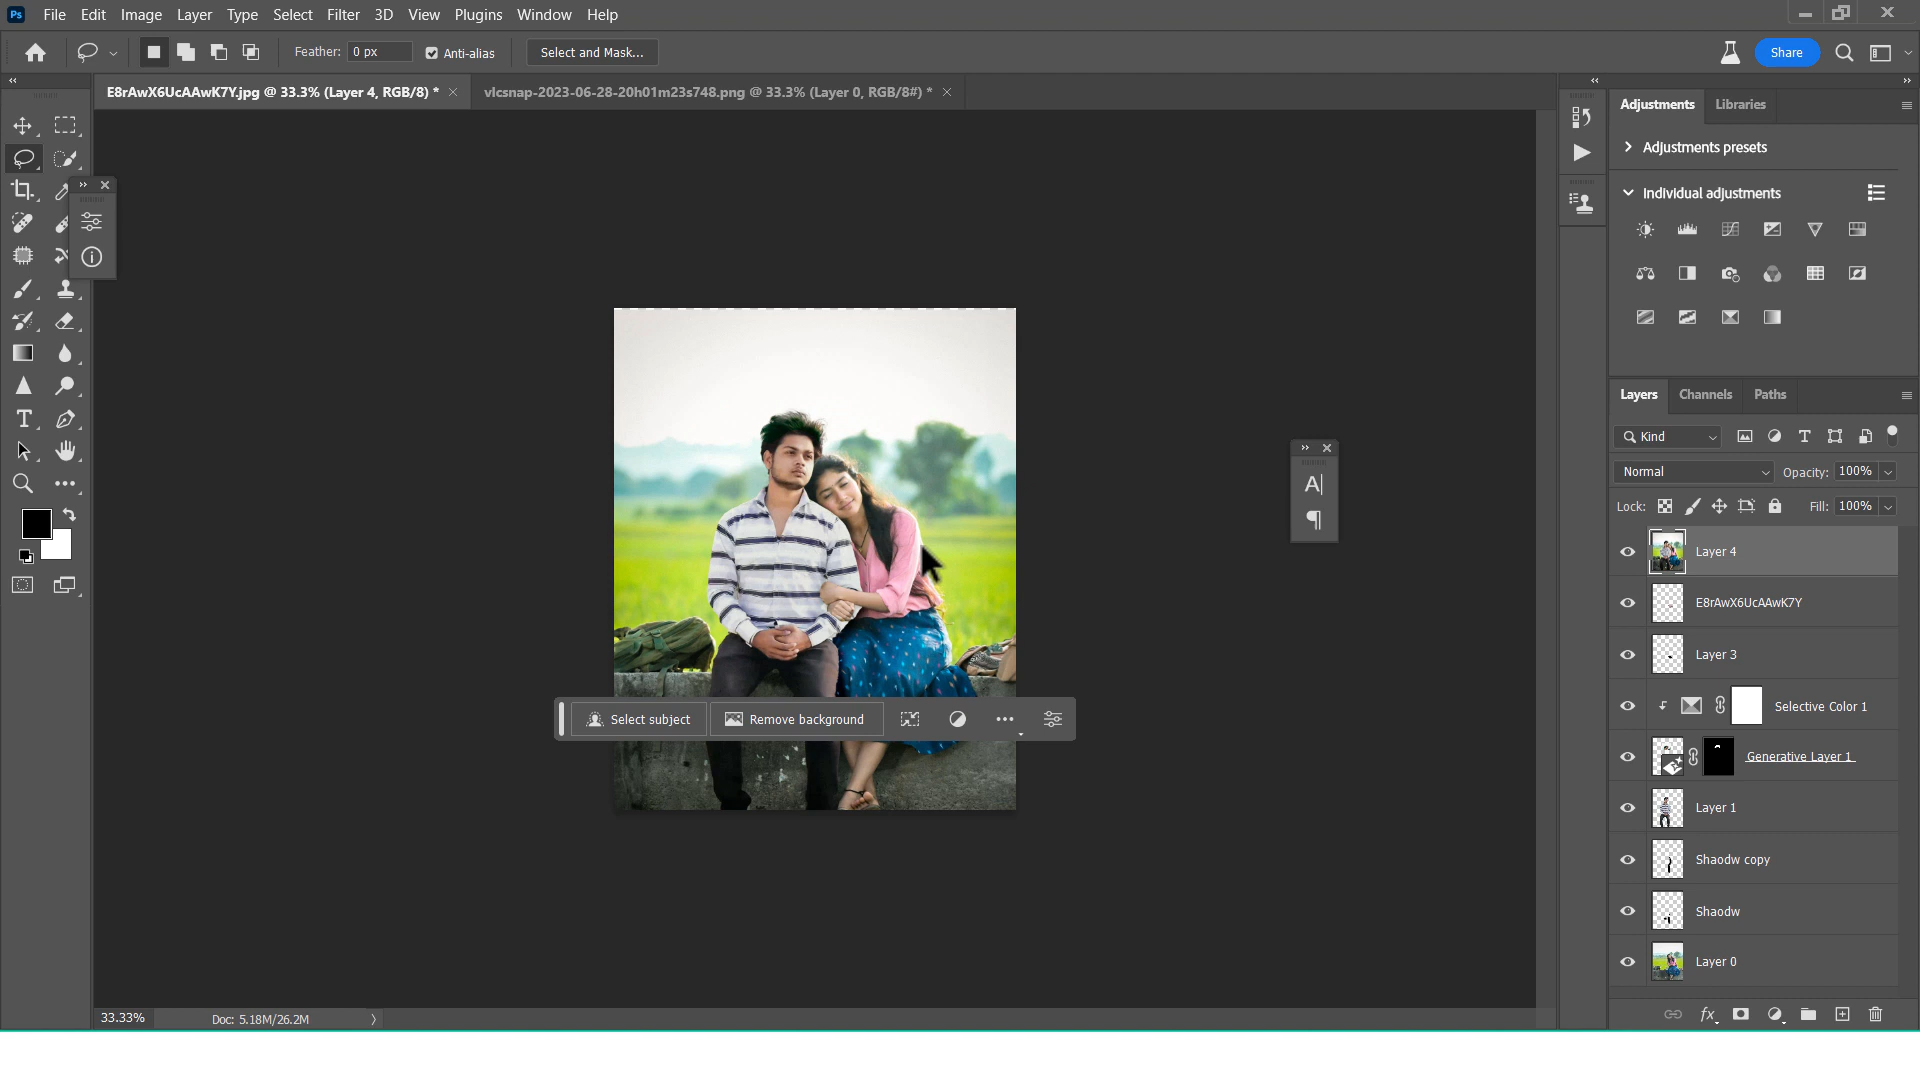 Ps File Edit Image Layer Type Select Filter 3D View Plugins Window Help
Feather: 0 px Anti-alias Select and Mask... Share
E8rAwX6UcAAwK7Y.jpg @ 33.3% (Layer 4, RGB/8) * vlcsnap-2023-06-28-20h01m23s748.png @ 33.3% (Layer 0, RGB/8#) *
Adjustments Libraries
Adjustments presets
Individual adjustments
Layers Channels Paths
Kind
Normal Opacity: 100%
Lock: Fill: 100%
Layer 4
E8rAwX6UcAAwK7Y
Layer 3
Selective Color 1
Generative Layer 1
Layer 1
Shaodw copy
Shaodw
Layer 0
Select subject Remove background
33.33% Doc: 5.18M/26.2M